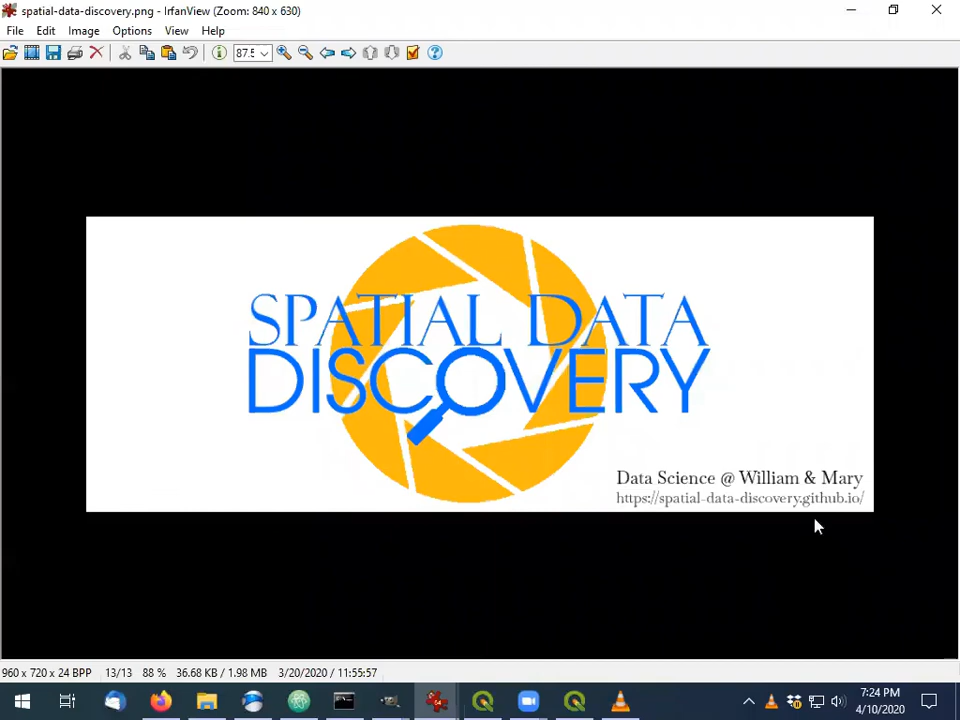 spatial-data-discovery.png - IrfanView (Zoom: 840 x 630)
File Edit Image Options View Help
87.5
SPATIAL DATA
DISCOVERY
Data Science @ William & Mary
https://spatial-data-discovery.github.io/
960 x 720 x 24 BPP 13/13 88 % 36.68 KB / 1.98 MB 3/20/2020 / 11:55:57
7:24 PM
4/10/2020